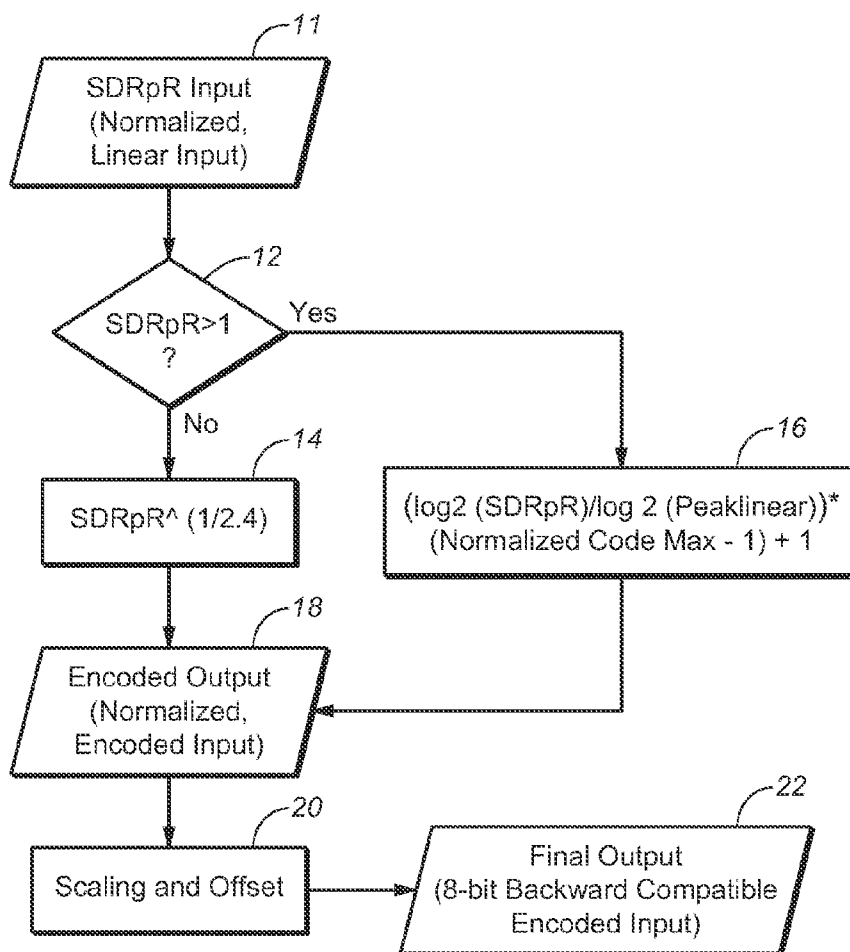 11
SDRpR Input
(Normalized,
Linear Input)
12
SDRpR>1
?
Yes
No
14
SDRpR^ (1/2.4)
16
(log2 (SDRpR)/log 2 (Peaklinear))*
(Normalized Code Max - 1) + 1
18
Encoded Output
(Normalized,
Encoded Input)
20
Scaling and Offset
22
Final Output
(8-bit Backward Compatible
Encoded Input)